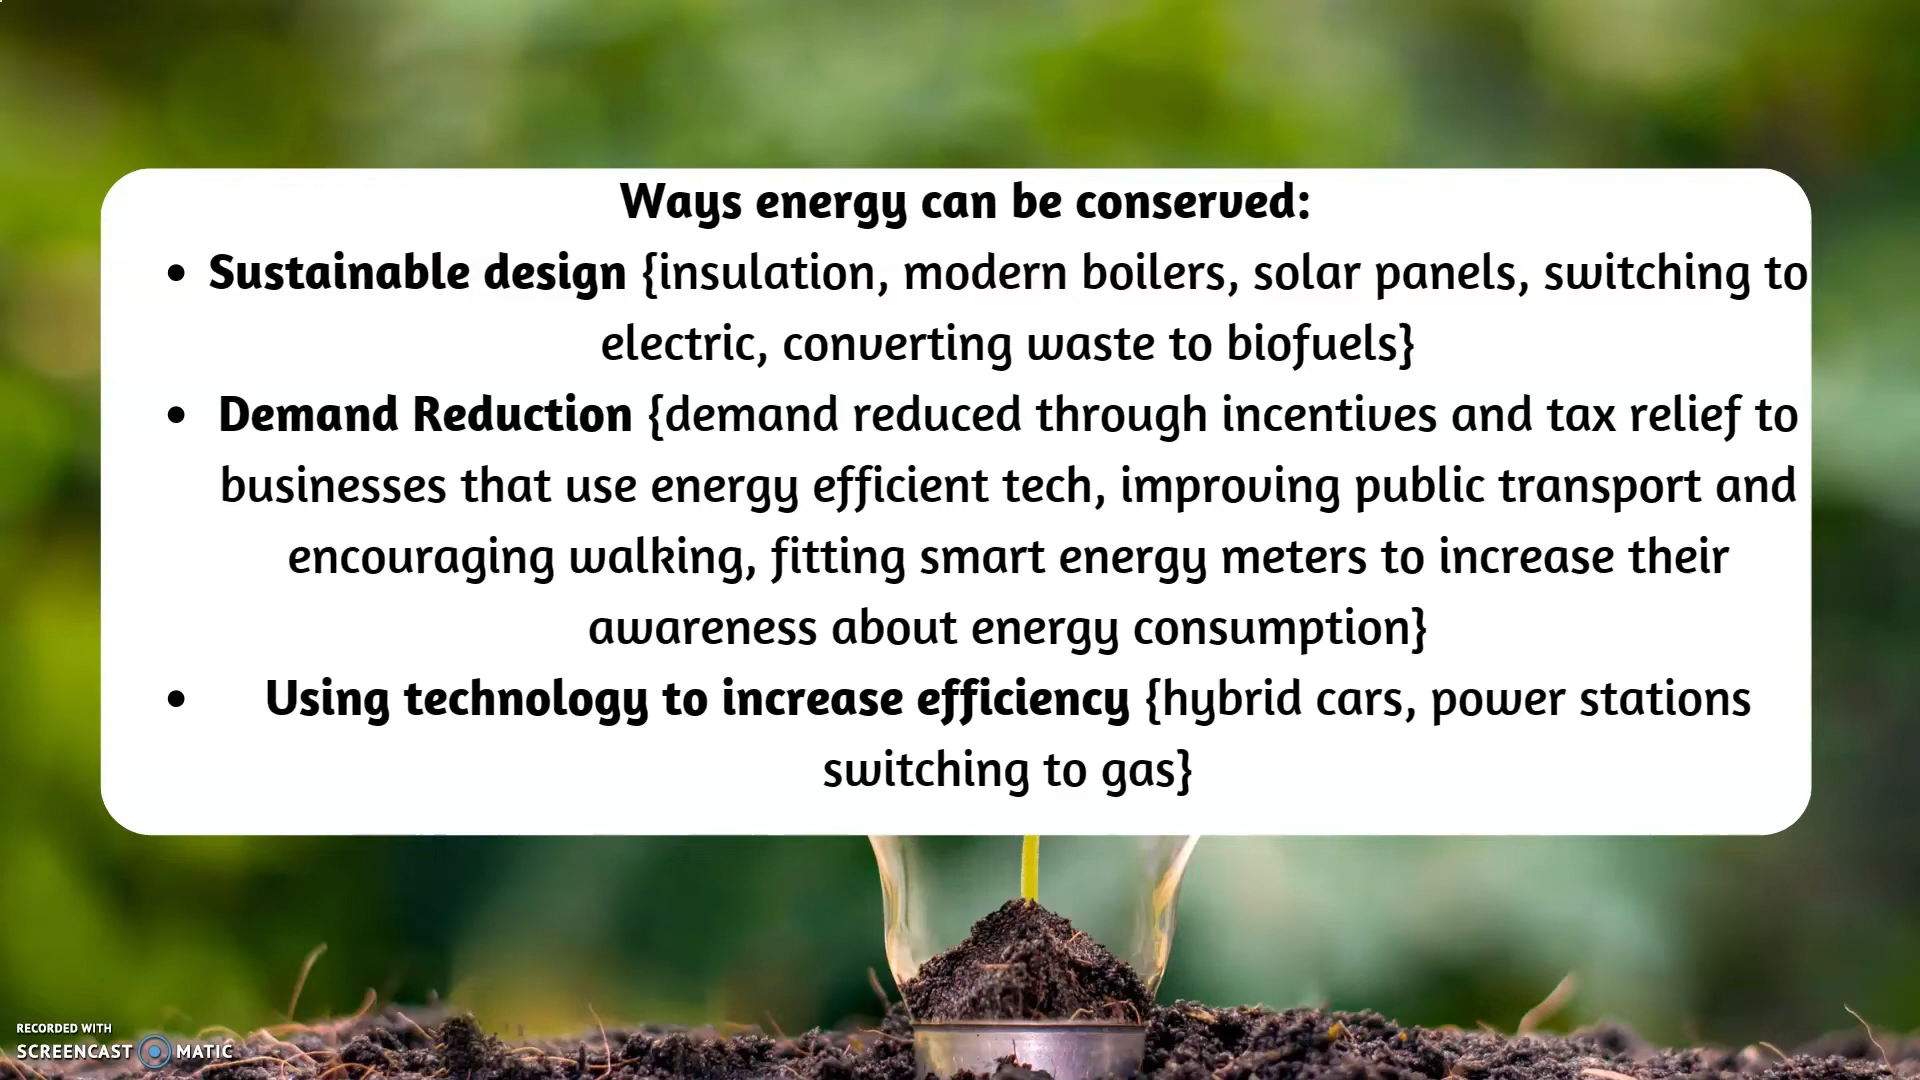 Ways energy can be conserved:
• Sustainable design {insulation, modern boilers, solar panels, switching to
electric, converting waste to biofuels}
• Demand Reduction {demand reduced through incentives and tax relief to
businesses that use energy efficient tech, improving public transport and
encouraging walking, fitting smart energy meters to increase their
awareness about energy consumption}
• Using technology to increase efficiency {hybrid cars, power stations
switching to gas}
RECORDED WITH
SCREENCAST MATIC